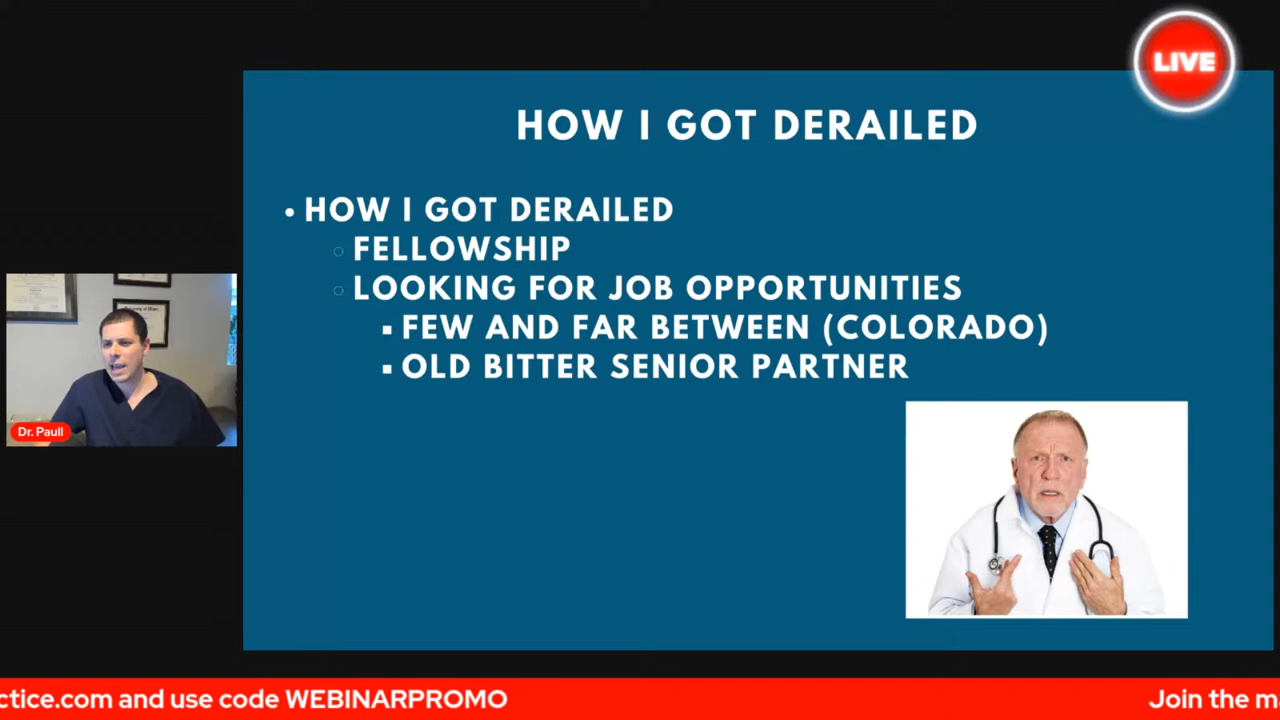 LIVE
HOW I GOT DERAILED
HOW I GOT DERAILED
FELLOWSHIP
LOOKING FOR JOB OPPORTUNITIES
FEW AND FAR BETWEEN (COLORADO)
OLD BITTER SENIOR PARTNER
Dr. Paull
ctice.com and use code WEBINARPROMO
Join the m